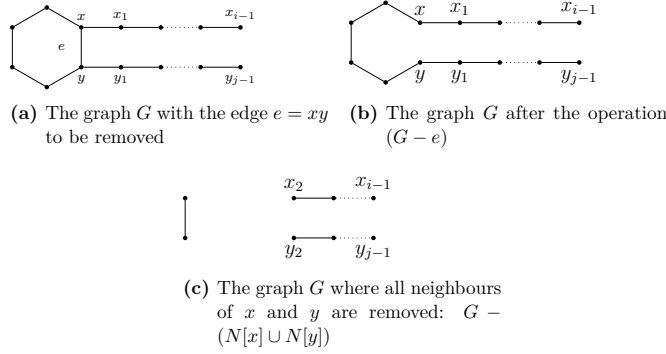 x x₁ xᵢ₋₁
e
y y₁ yⱼ₋₁
(a) The graph G with the edge e = xy
to be removed
x x₁ xᵢ₋₁
y y₁ yⱼ₋₁
(b) The graph G after the operation
(G − e)
x₂ xᵢ₋₁
y₂ yⱼ₋₁
(c) The graph G where all neighbours
of x and y are removed: G −
(N[x] ∪ N[y])